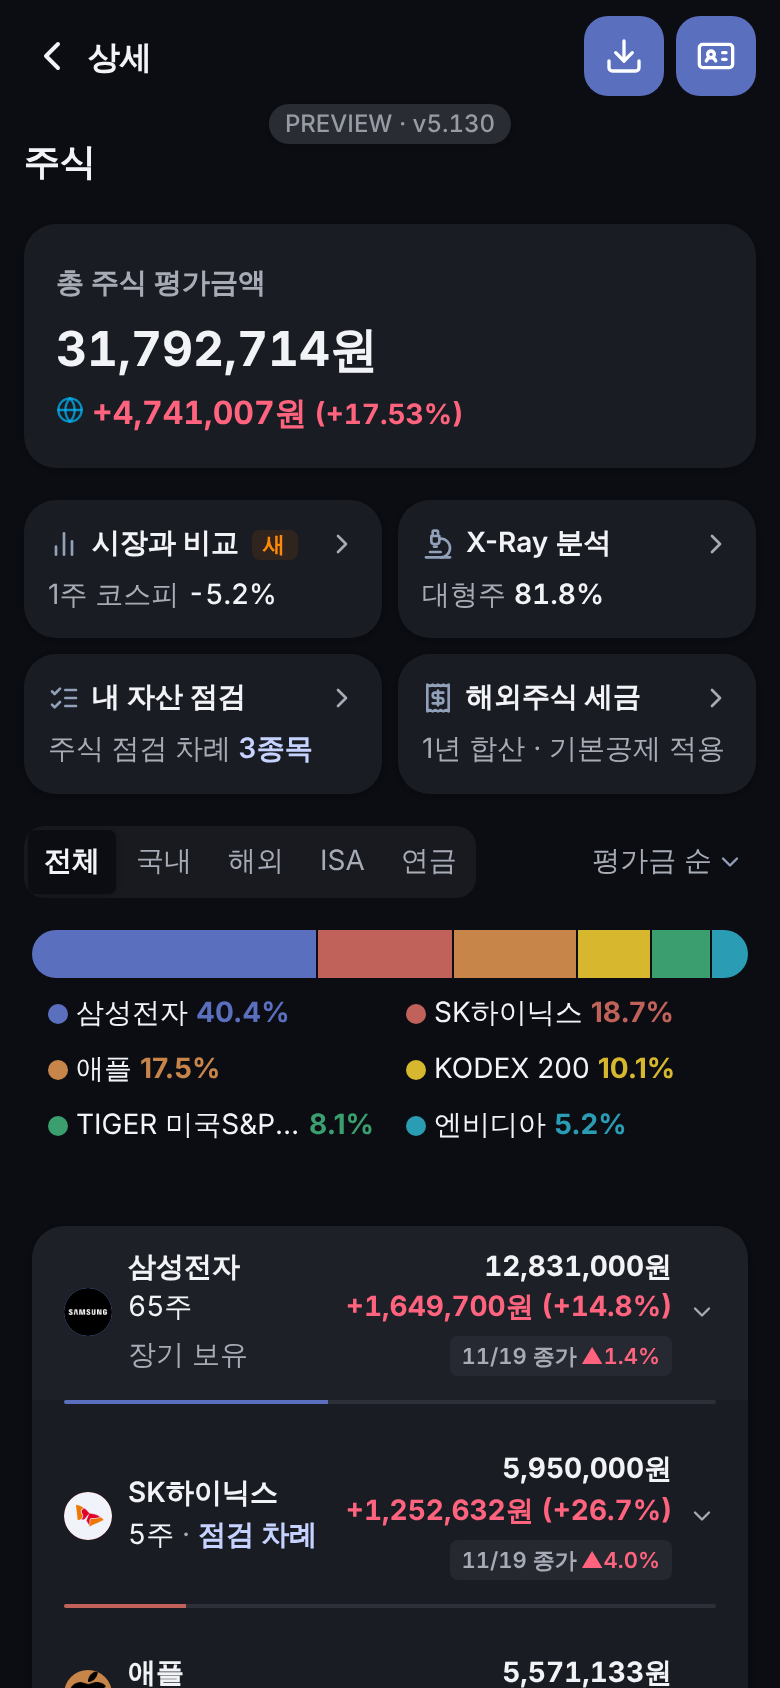 상세
PREVIEW · v5.130
주식
총 주식 평가금액
31,792,714원
+4,741,007원 (+17.53%)
시장과 비교 새
1주 코스피 -5.2%
X-Ray 분석
대형주 81.8%
내 자산 점검
주식 점검 차례 3종목
해외주식 세금
1년 합산 · 기본공제 적용
전체 국내 해외 ISA 연금 평가금 순
삼성전자 40.4% SK하이닉스 18.7%
애플 17.5% KODEX 200 10.1%
TIGER 미국S&P... 8.1% 엔비디아 5.2%
SAMSUNG
삼성전자
65주
장기 보유
12,831,000원
+1,649,700원 (+14.8%)
11/19 종가 ▲1.4%
SK하이닉스
5주 · 점검 차례
5,950,000원
+1,252,632원 (+26.7%)
11/19 종가 ▲4.0%
애플
5,571,133원